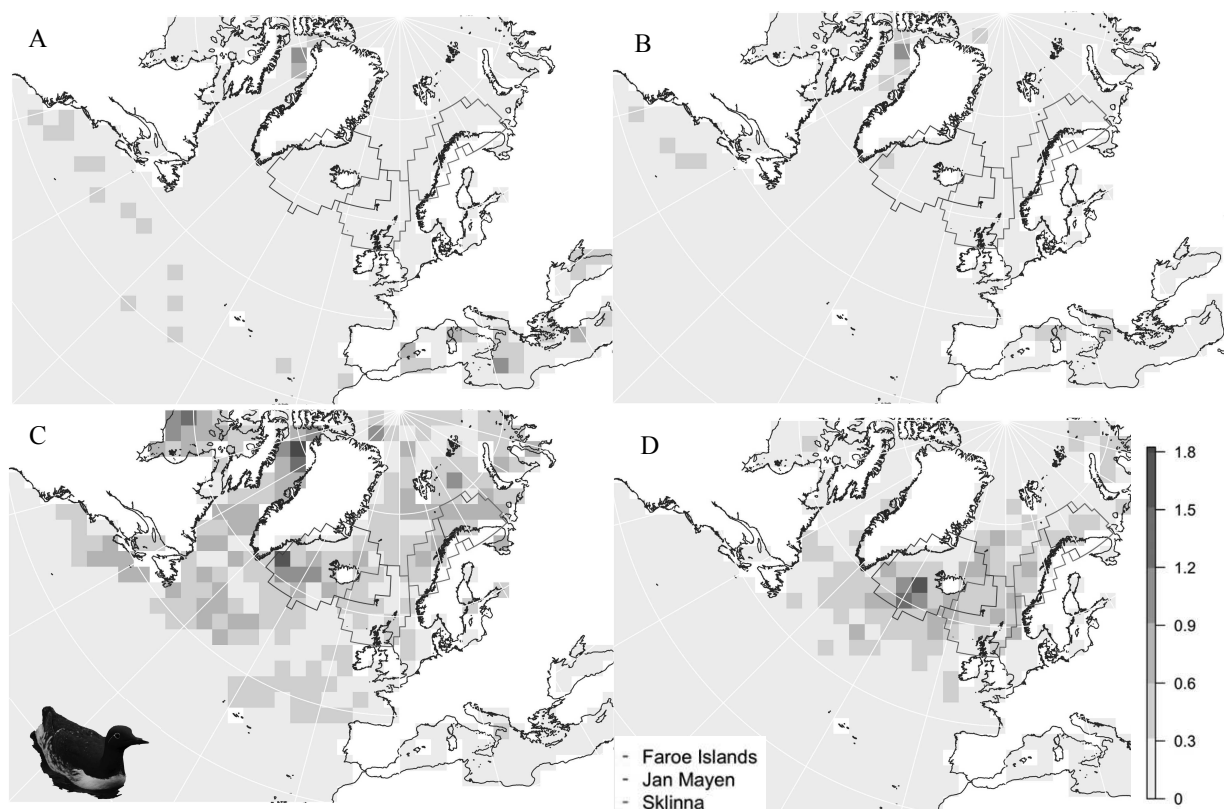 A
B
C
D
1.8
1.5
1.2
0.9
0.6
0.3
0
- Faroe Islands
- Jan Mayen
- Sklinna